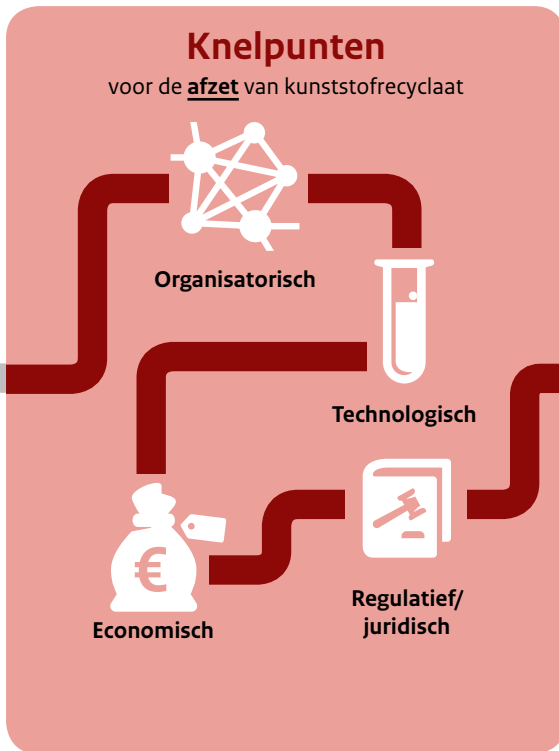 Knelpunten
voor de afzet van kunststofrecyclaat
Organisatorisch
Technologisch
€
Economisch
Regulatief/
juridisch